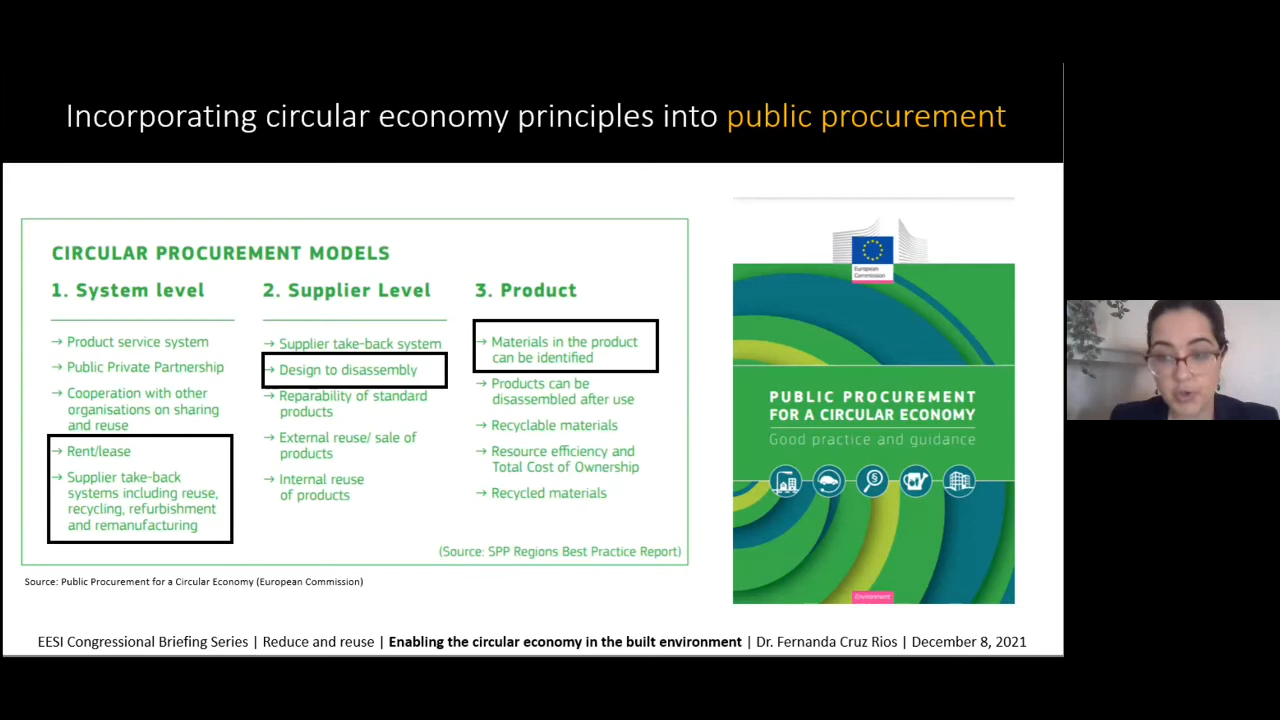 Incorporating circular economy principles into public procurement
CIRCULAR PROCUREMENT MODELS
1. System level
→ Product service system
→ Public Private Partnership
→ Cooperation with other
organisations on sharing
and reuse
→ Rent/lease
→ Supplier take-back
systems including reuse,
recycling, refurbishment
and remanufacturing
2. Supplier Level
→ Supplier take-back system
→ Design to disassembly
→ Reparability of standard
products
→ External reuse/ sale of
products
→ Internal reuse
of products
3. Product
→ Materials in the product
can be identified
→ Products can be
disassembled after use
→ Recyclable materials
→ Resource efficiency and
Total Cost of Ownership
→ Recycled materials
(Source: SPP Regions Best Practice Report)
Source: Public Procurement for a Circular Economy (European Commission)
European
Commission
PUBLIC PROCUREMENT
FOR A CIRCULAR ECONOMY
Good practice and guidance
§
Environment
EESI Congressional Briefing Series | Reduce and reuse | Enabling the circular economy in the built environment | Dr. Fernanda Cruz Rios | December 8, 2021